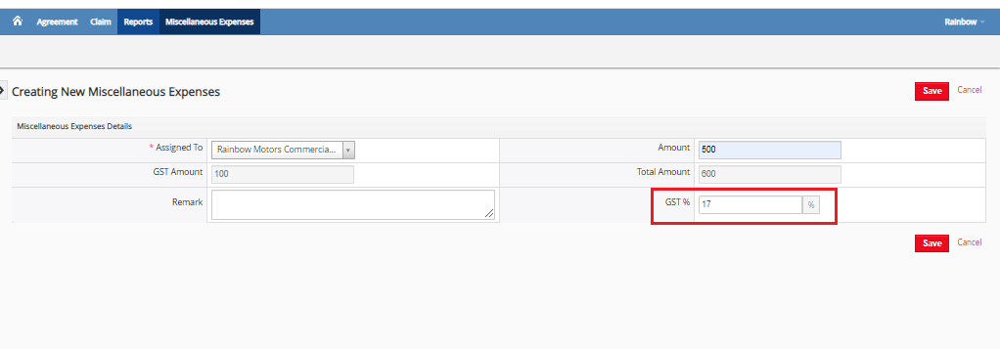 Agreement Claim Reports Miscellaneous Expenses Rainbow
Creating New Miscellaneous Expenses Save Cancel
Miscellaneous Expenses Details
* Assigned To Rainbow Motors Commercia... Amount 500
GST Amount 100 Total Amount 600
Remark GST % 17 %
Save Cancel